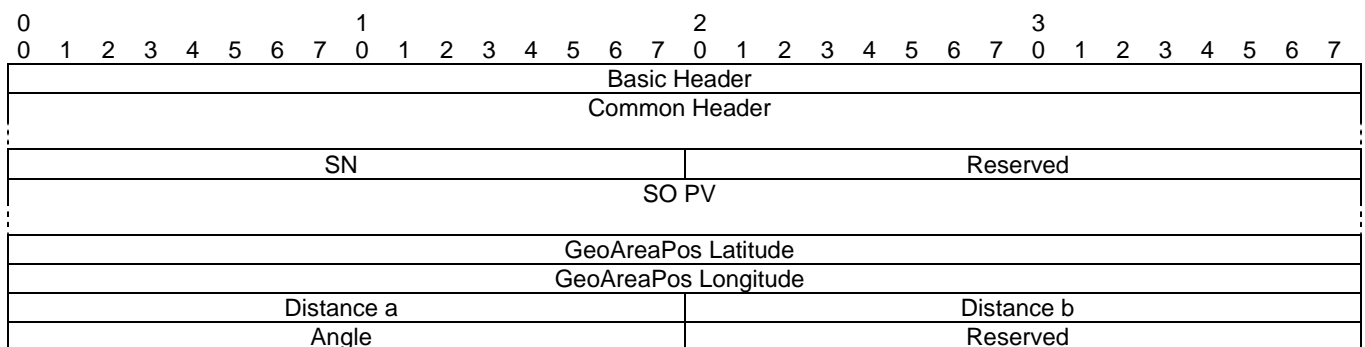 0 1 2 3
0 1 2 3 4 5 6 7 0 1 2 3 4 5 6 7 0 1 2 3 4 5 6 7 0 1 2 3 4 5 6 7
Basic Header
Common Header
SN Reserved
SO PV
GeoAreaPos Latitude
GeoAreaPos Longitude
Distance a Distance b
Angle Reserved